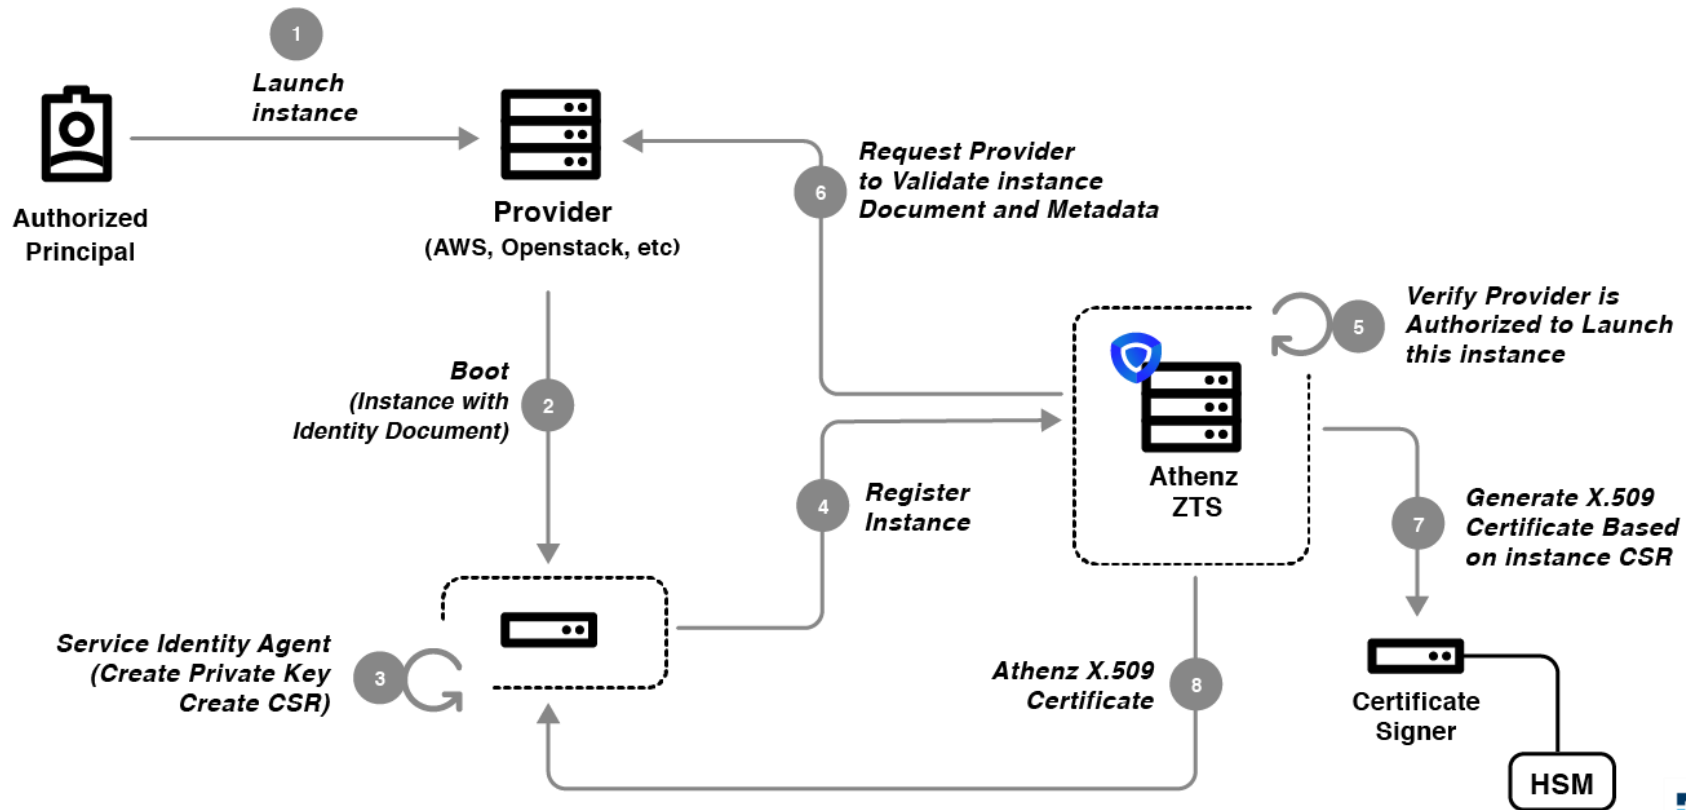 1
Launch
instance
Authorized
Principal
Provider
(AWS, Openstack, etc)
6
Request Provider
to Validate instance
Document and Metadata
5
Verify Provider is
Authorized to Launch
this instance
Boot
(Instance with
Identity Document)
2
4
Register
Instance
Athenz
ZTS
7
Generate X.509
Certificate Based
on instance CSR
Service Identity Agent
(Create Private Key
Create CSR)
3
Athenz X.509
Certificate
8
Certificate
Signer
HSM